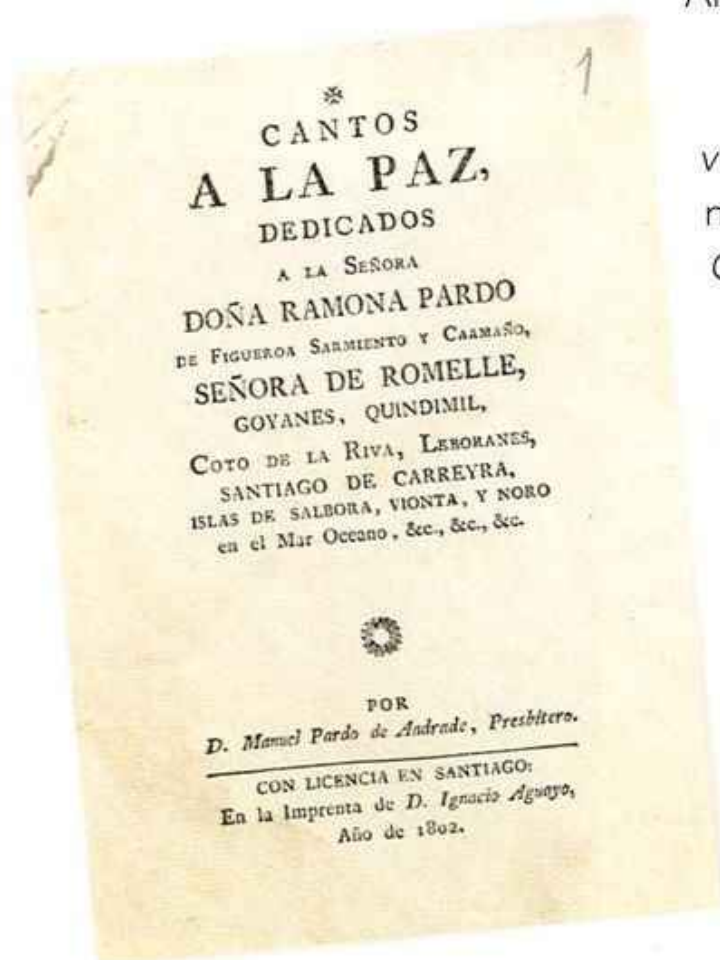 1
CANTOS
A LA PAZ,
DEDICADOS
A LA SEÑORA
DOÑA RAMONA PARDO
DE FIGUEROA SARMIENTO Y CAAMAÑO,
SEÑORA DE ROMELLE,
GOYANES, QUINDIMIL,
COTO DE LA RIVA, LEBORANES,
SANTIAGO DE CARREYRA,
ISLAS DE SALBORA, VIONTA, Y NORO
en el Mar Occano, &c., &c., &c.
POR
D. Manuel Pardo de Andrade, Presbítero.
CON LICENCIA EN SANTIAGO:
En la Imprenta de D. Ignacio Aguayo,
Año de 1802.